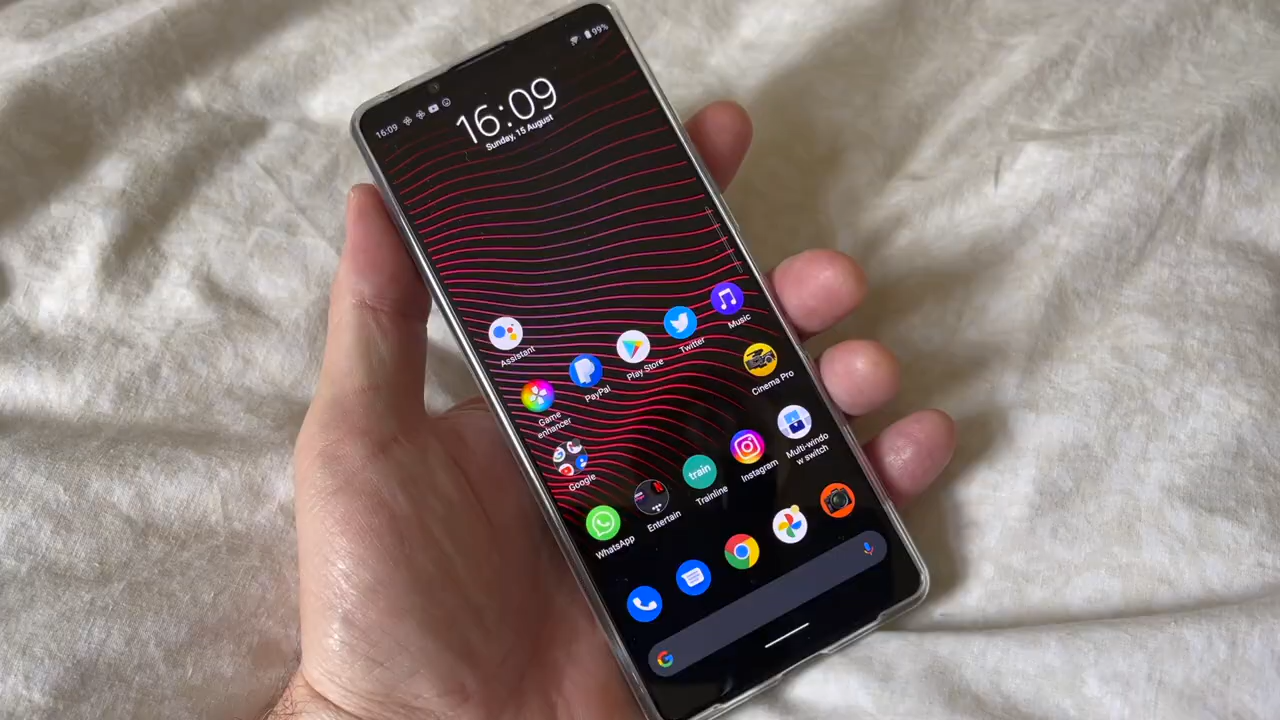 16:09
99%
16:09
Sunday, 15 August
Assistant
PayPal
Play Store
Twitter
Music
Game
enhancer
Cinema Pro
Google
Entertain
train
Trainline
Instagram
Multi-windo
w switch
WhatsApp